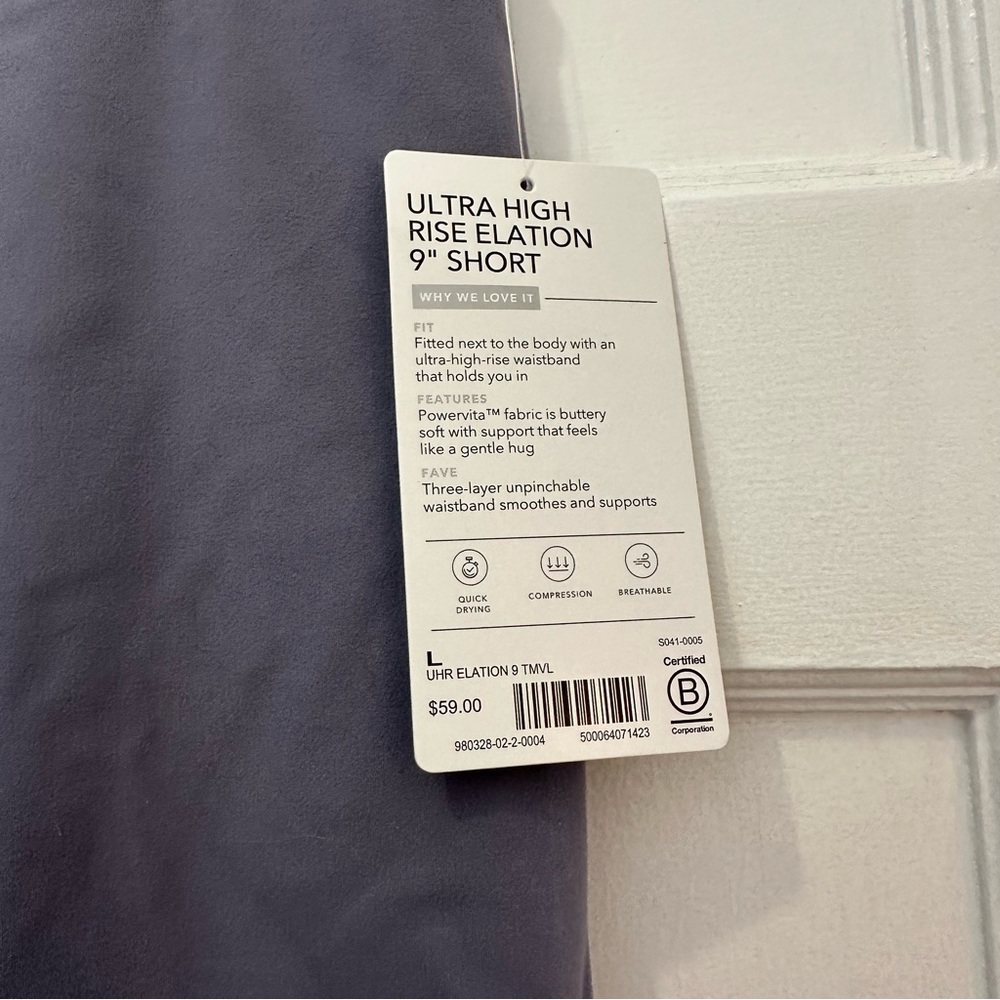 ULTRA HIGH
RISE ELATION
9" SHORT
WHY WE LOVE IT
FIT
Fitted next to the body with an
ultra-high-rise waistband
that holds you in
FEATURES
Powervita™ fabric is buttery
soft with support that feels
like a gentle hug
FAVE
Three-layer unpinchable
waistband smoothes and supports
QUICK
DRYING
COMPRESSION
BREATHABLE
S041-0005
L
UHR ELATION 9 TMVL
$59.00
980328-02-2-0004
500064071423
Certified
B
Corporation